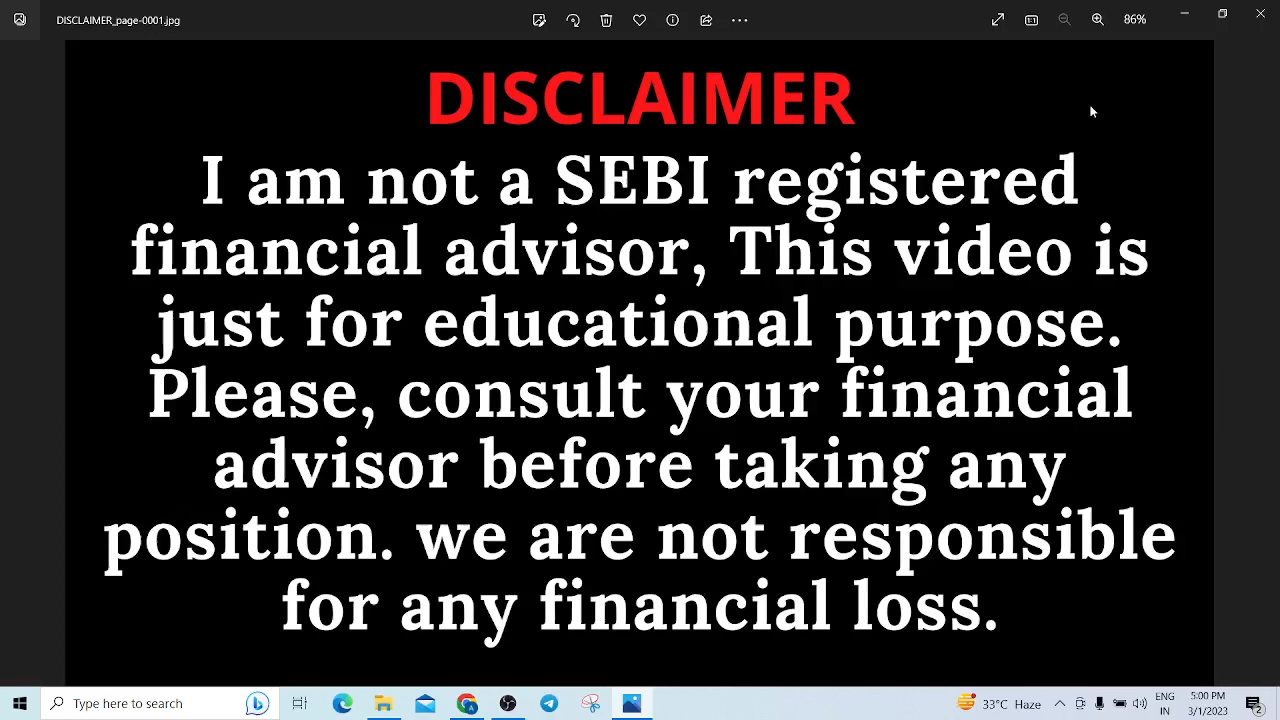 DISCLAIMER_page-0001.jpg
86%
DISCLAIMER
I am not a SEBI registered
financial advisor, This video is
just for educational purpose.
Please, consult your financial
advisor before taking any
position. we are not responsible
for any financial loss.
Type here to search
33°C Haze
ENG
IN
5:00 PM
3/1/2023
2